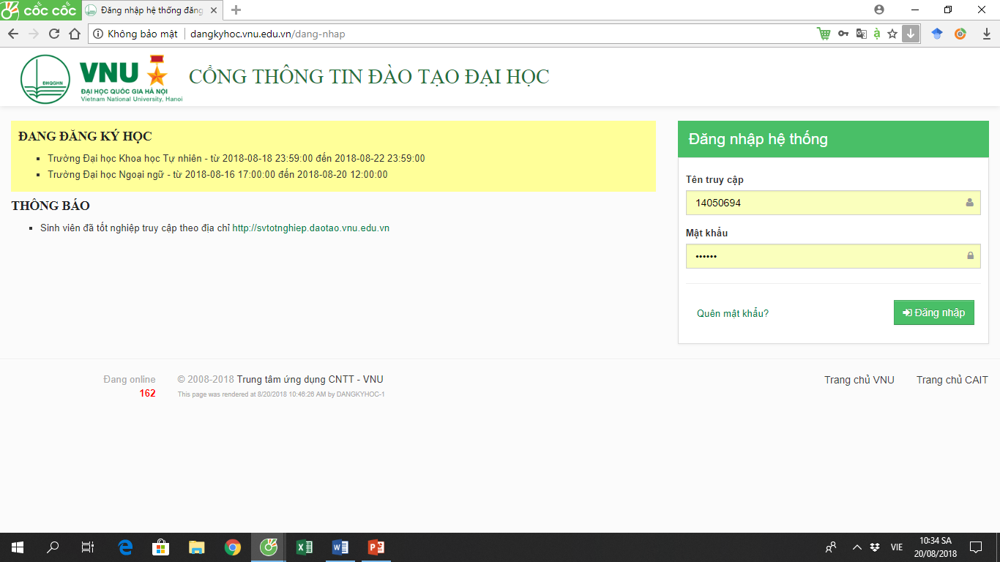 cốc cốc
Đăng nhập hệ thống đăng
Không bảo mật
dangkyhoc.vnu.edu.vn/dang-nhap
ĐHQGHN
VNU
ĐẠI HỌC QUỐC GIA HÀ NỘI
Vietnam National University, Hanoi
CỔNG THÔNG TIN ĐÀO TẠO ĐẠI HỌC
ĐANG ĐĂNG KÝ HỌC
Trường Đại học Khoa học Tự nhiên - từ 2018-08-18 23:59:00 đến 2018-08-22 23:59:00
Trường Đại học Ngoại ngữ - từ 2018-08-16 17:00:00 đến 2018-08-20 12:00:00
THÔNG BÁO
Sinh viên đã tốt nghiệp truy cập theo địa chỉ http://svtotnghiep.daotao.vnu.edu.vn
Đăng nhập hệ thống
Tên truy cập
14050694
Mật khẩu
••••••
Quên mật khẩu?
Đăng nhập
Đang online
162
© 2008-2018 Trung tâm ứng dụng CNTT - VNU
This page was rendered at 8/20/2018 10:46:26 AM by DANGKYHOC-1
Trang chủ VNU
Trang chủ CAIT
VIE
10:34 SA
20/08/2018